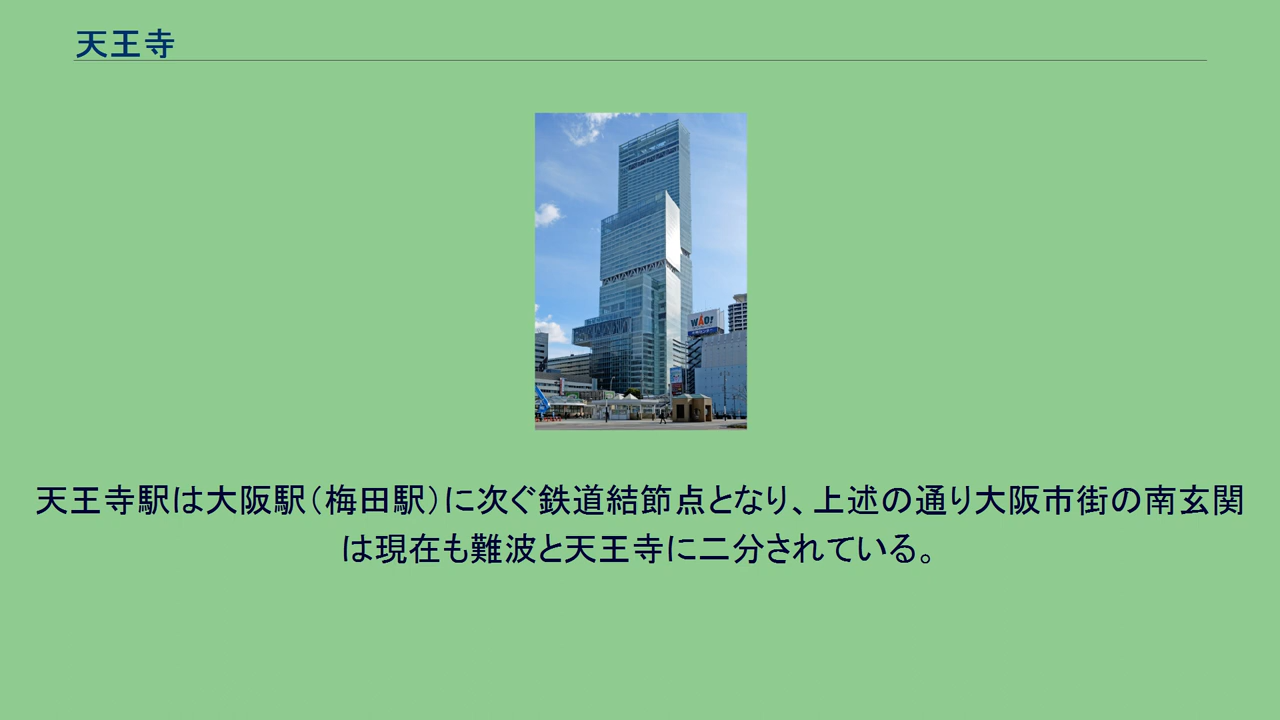 天王寺
WAO!
天王寺駅は大阪駅(梅田駅)に次ぐ鉄道結節点となり、上述の通り大阪市街の南玄関
は現在も難波と天王寺に二分されている。